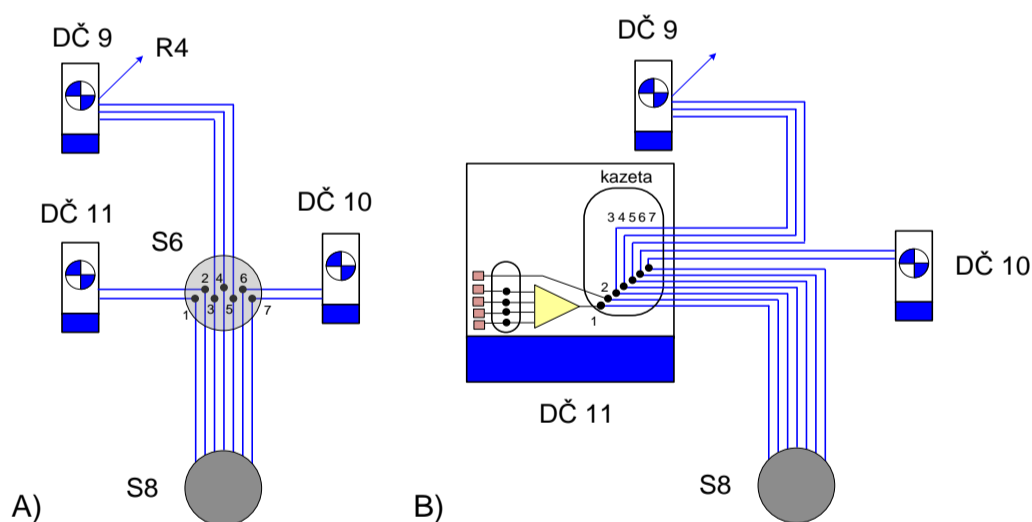 DČ 9
R4
DČ 11
S6
DČ 10
2 4 6
1 3 5 7
S8
A)
DČ 9
kazeta
3 4 5 6 7
2
1
DČ 10
DČ 11
S8
B)